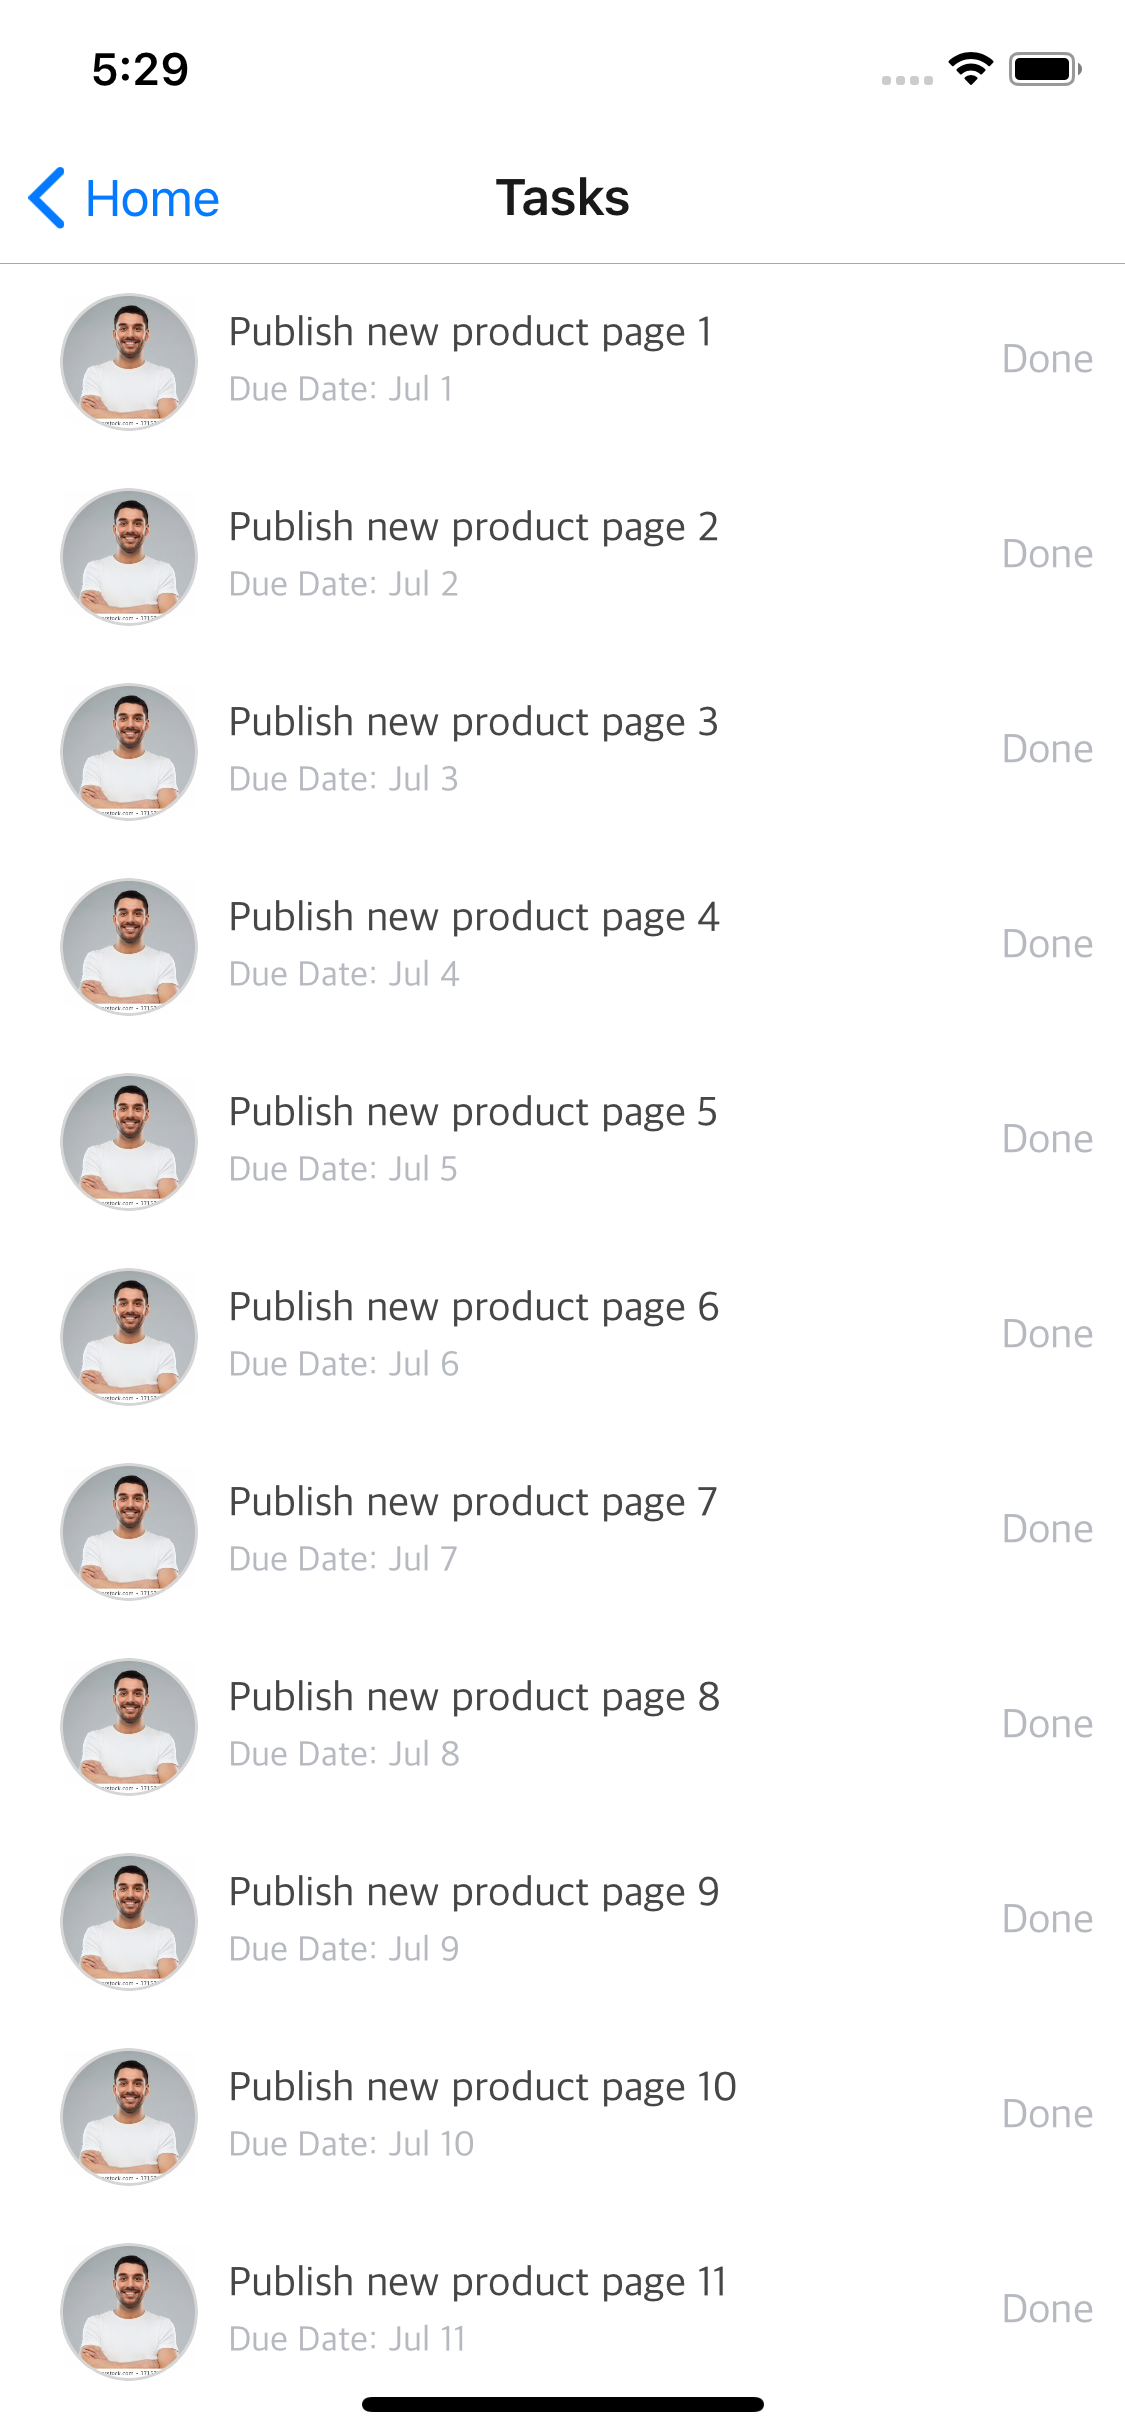 5:29
Home
Tasks
Publish new product page 1
Due Date: Jul 1
Done
Publish new product page 2
Due Date: Jul 2
Done
Publish new product page 3
Due Date: Jul 3
Done
Publish new product page 4
Due Date: Jul 4
Done
Publish new product page 5
Due Date: Jul 5
Done
Publish new product page 6
Due Date: Jul 6
Done
Publish new product page 7
Due Date: Jul 7
Done
Publish new product page 8
Due Date: Jul 8
Done
Publish new product page 9
Due Date: Jul 9
Done
Publish new product page 10
Due Date: Jul 10
Done
Publish new product page 11
Due Date: Jul 11
Done